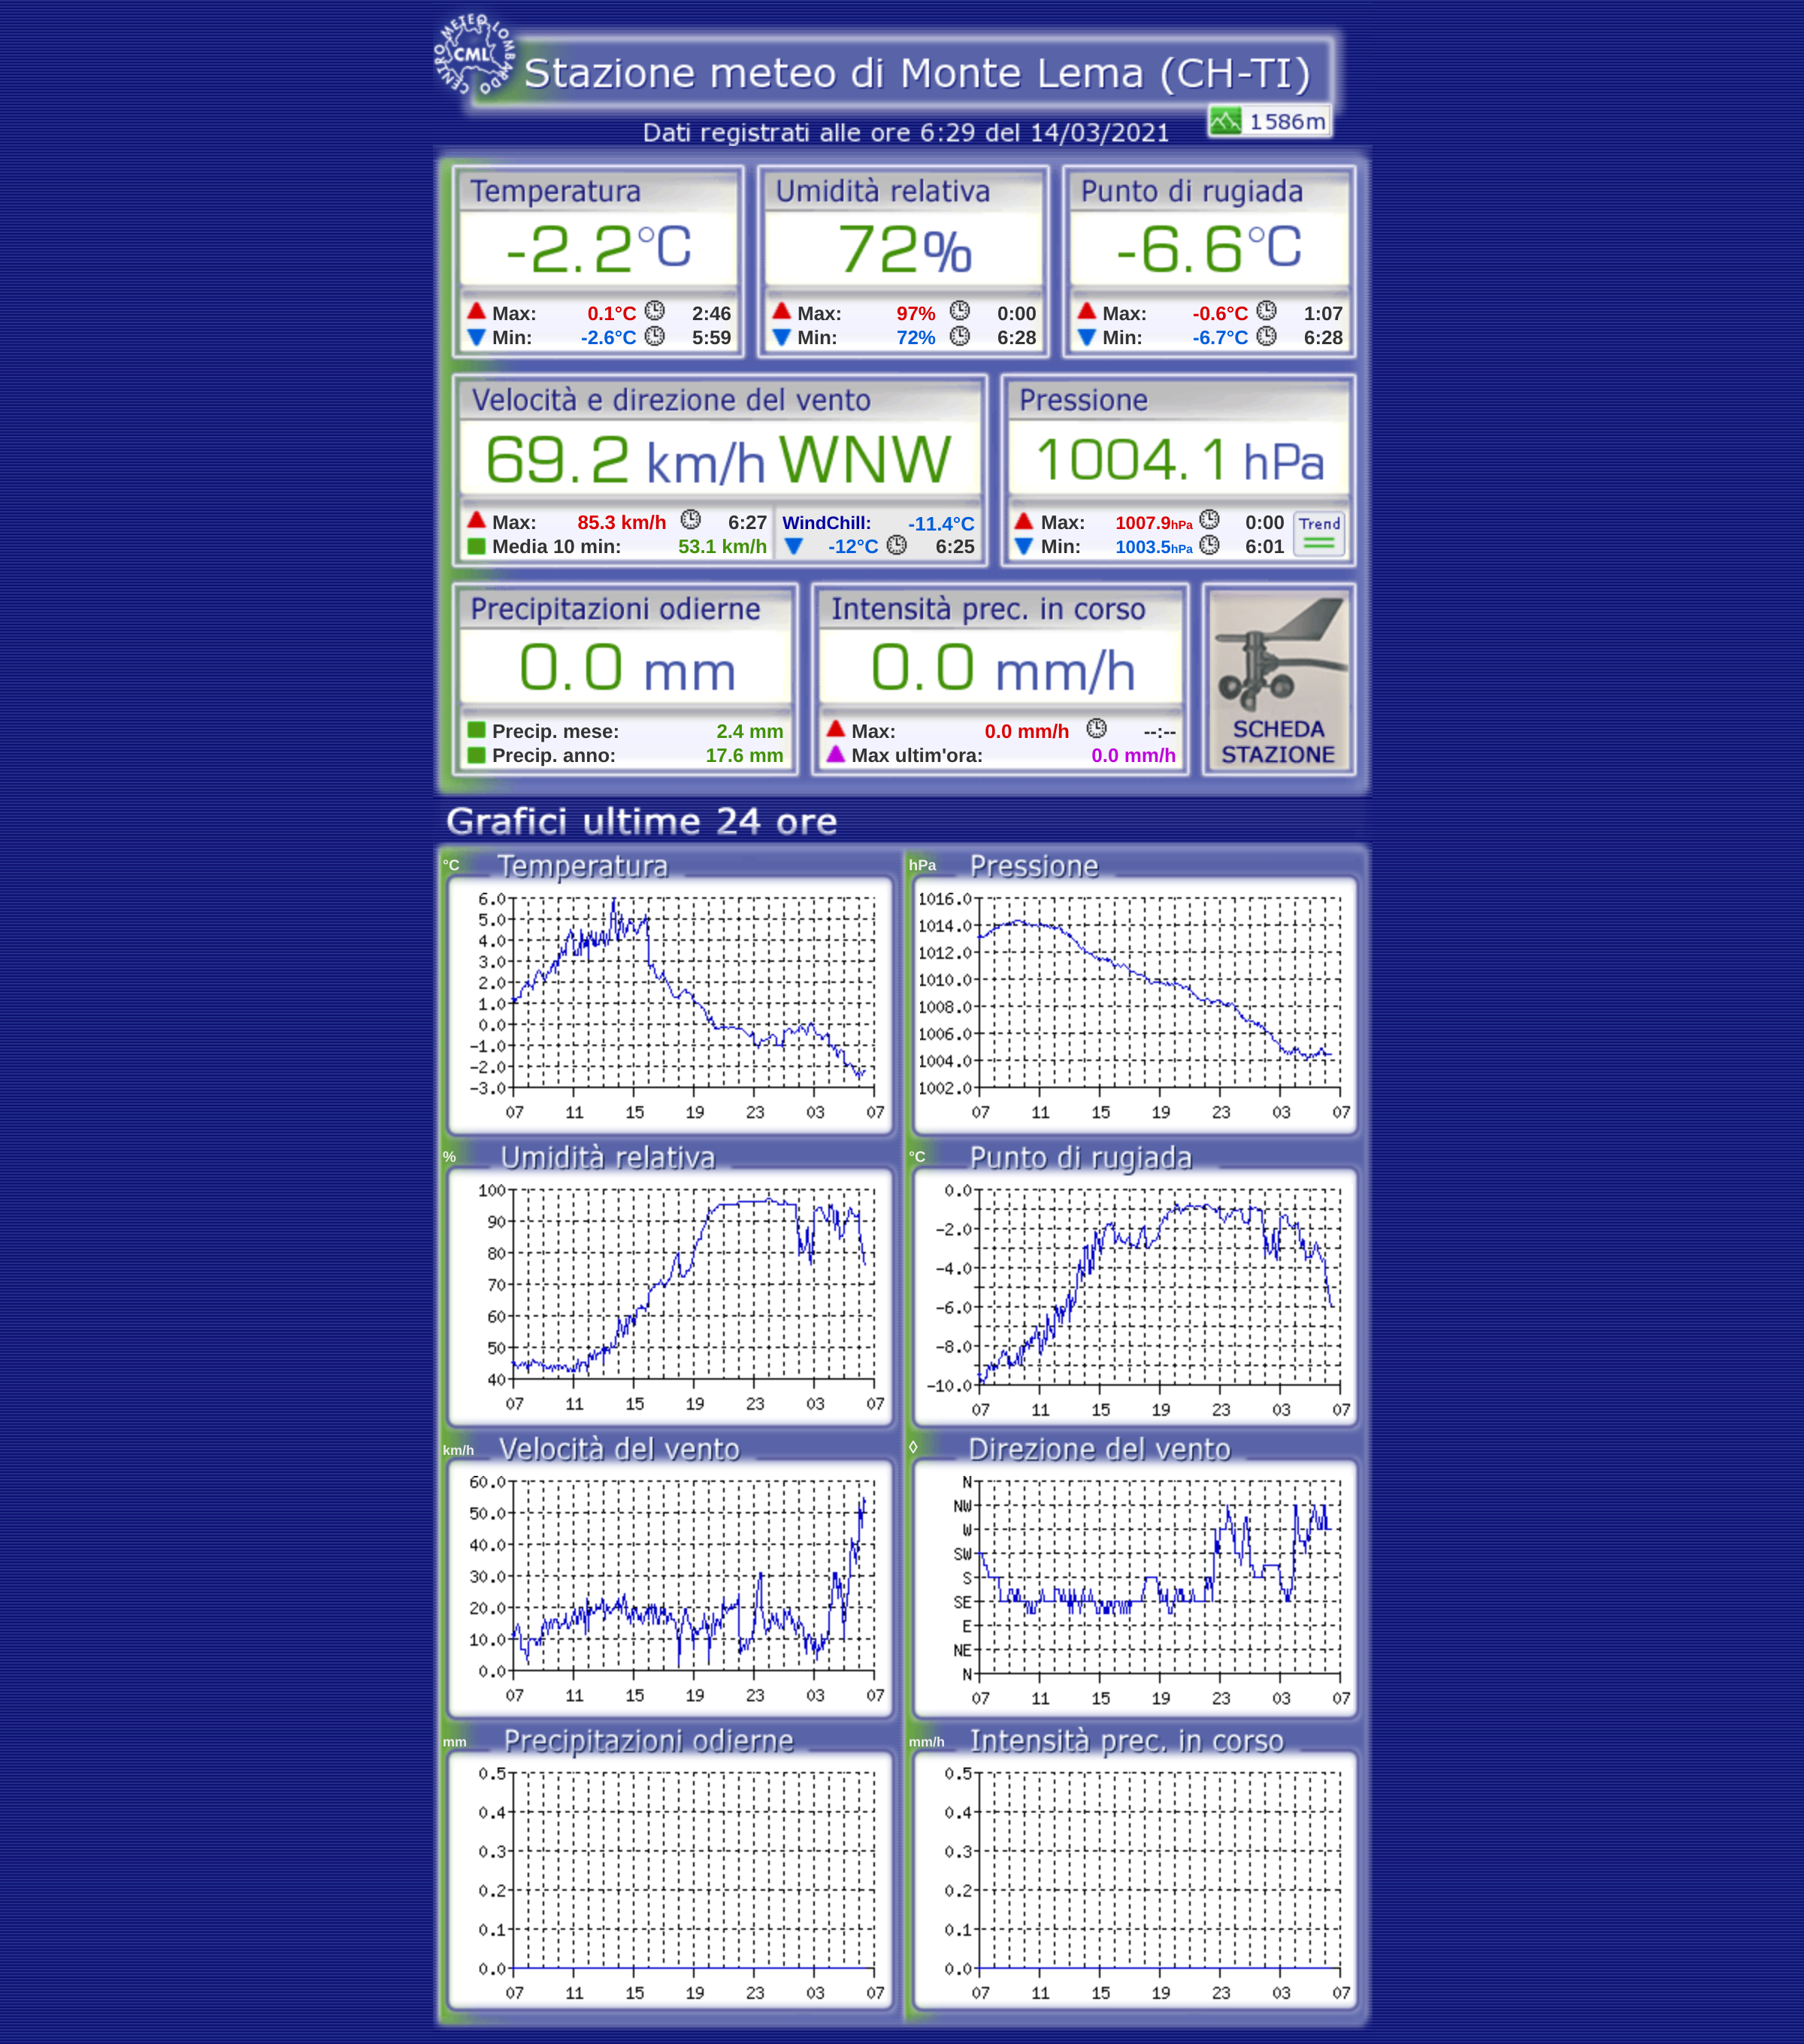 CENTRO METEO LOMBARDO
CML
Stazione meteo di Monte Lema (CH-TI)
1586m
Dati registrati alle ore 6:29 del 14/03/2021
Temperatura
-2.2°C
Max: 0.1°C 2:46
Min: -2.6°C 5:59
Umidità relativa
72%
Max: 97% 0:00
Min: 72% 6:28
Punto di rugiada
-6.6°C
Max: -0.6°C 1:07
Min: -6.7°C 6:28
Velocità e direzione del vento
69.2 km/h WNW
Max: 85.3 km/h 6:27
Media 10 min: 53.1 km/h
WindChill: -11.4°C
-12°C 6:25
Pressione
1004.1 hPa
Max: 1007.9hPa 0:00
Min: 1003.5hPa 6:01
Trend
Precipitazioni odierne
0.0 mm
Precip. mese: 2.4 mm
Precip. anno: 17.6 mm
Intensità prec. in corso
0.0 mm/h
Max: 0.0 mm/h --:--
Max ultim'ora: 0.0 mm/h
SCHEDA
STAZIONE
Grafici ultime 24 ore
°C Temperatura
6.0
5.0
4.0
3.0
2.0
1.0
0.0
-1.0
-2.0
-3.0
07 11 15 19 23 03 07
hPa Pressione
1016.0
1014.0
1012.0
1010.0
1008.0
1006.0
1004.0
1002.0
07 11 15 19 23 03 07
% Umidità relativa
100
90
80
70
60
50
40
07 11 15 19 23 03 07
°C Punto di rugiada
0.0
-2.0
-4.0
-6.0
-8.0
-10.0
07 11 15 19 23 03 07
km/h Velocità del vento
60.0
50.0
40.0
30.0
20.0
10.0
0.0
07 11 15 19 23 03 07
◊ Direzione del vento
N
NW
W
SW
S
SE
E
NE
N
07 11 15 19 23 03 07
mm Precipitazioni odierne
0.5
0.4
0.3
0.2
0.1
0.0
07 11 15 19 23 03 07
mm/h Intensità prec. in corso
0.5
0.4
0.3
0.2
0.1
0.0
07 11 15 19 23 03 07